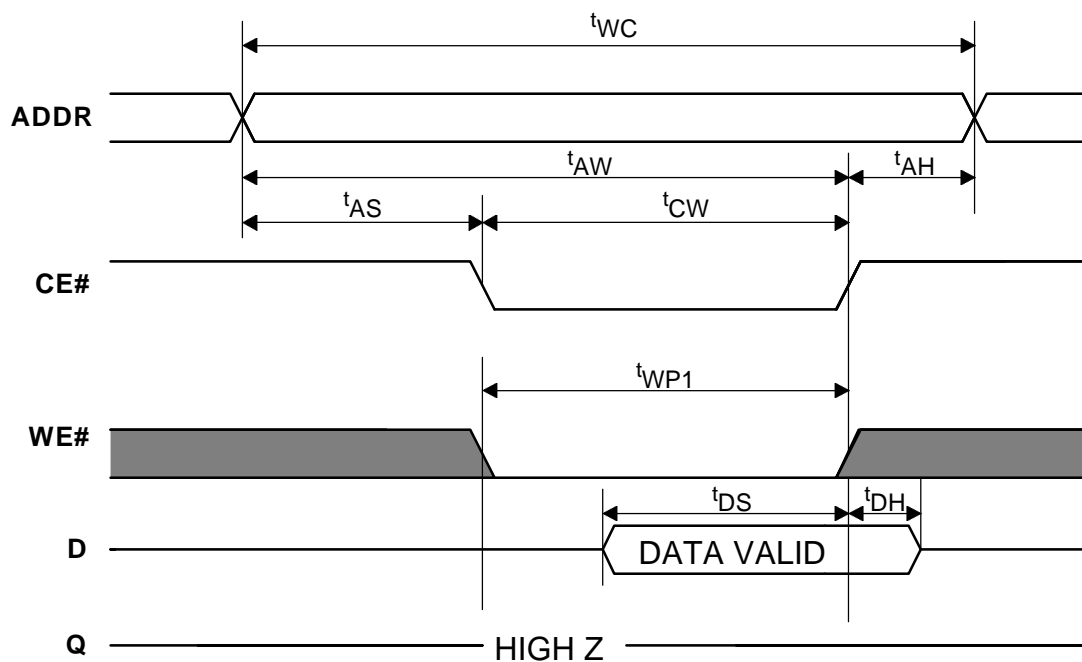 tWC
ADDR
tAW
tAH
tAS
tCW
CE#
tWP1
WE#
tDS
tDH
D
DATA VALID
Q
HIGH Z